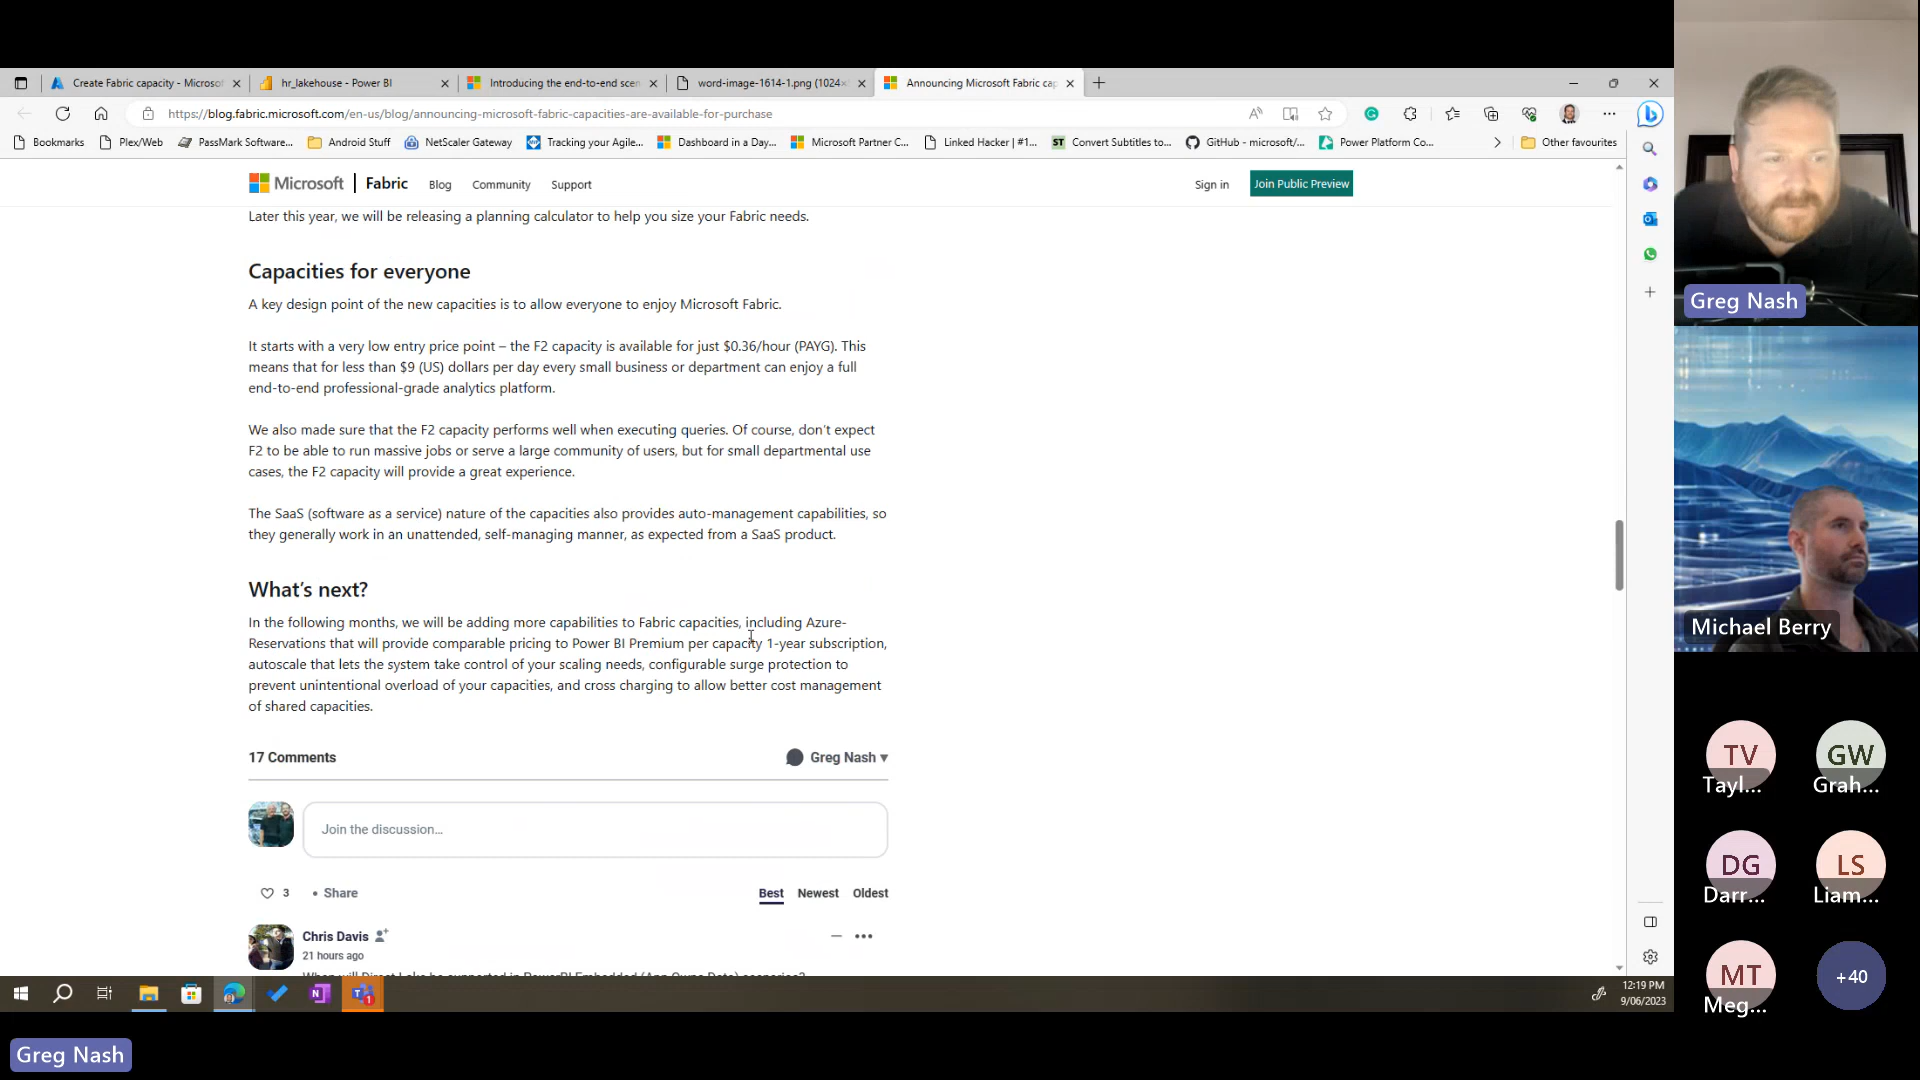 Create Fabric capacity - Microsof
hr_lakehouse - Power BI
Introducing the end-to-end scen
word-image-1614-1.png (1024×
Announcing Microsoft Fabric cap
https://blog.fabric.microsoft.com/en-us/blog/announcing-microsoft-fabric-capacities-are-available-for-purchase
Bookmarks
Plex/Web
PassMark Software...
Android Stuff
NetScaler Gateway
Tracking your Agile...
Dashboard in a Day...
Microsoft Partner C...
Linked Hacker | #1...
ST Convert Subtitles to...
GitHub - microsoft/...
Power Platform Co...
Other favourites
Microsoft | Fabric Blog Community Support
Sign in
Join Public Preview
Later this year, we will be releasing a planning calculator to help you size your Fabric needs.
Capacities for everyone
A key design point of the new capacities is to allow everyone to enjoy Microsoft Fabric.
It starts with a very low entry price point – the F2 capacity is available for just $0.36/hour (PAYG). This
means that for less than $9 (US) dollars per day every small business or department can enjoy a full
end-to-end professional-grade analytics platform.
We also made sure that the F2 capacity performs well when executing queries. Of course, don't expect
F2 to be able to run massive jobs or serve a large community of users, but for small departmental use
cases, the F2 capacity will provide a great experience.
The SaaS (software as a service) nature of the capacities also provides auto-management capabilities, so
they generally work in an unattended, self-managing manner, as expected from a SaaS product.
What's next?
In the following months, we will be adding more capabilities to Fabric capacities, including Azure-
Reservations that will provide comparable pricing to Power BI Premium per capacity 1-year subscription,
autoscale that lets the system take control of your scaling needs, configurable surge protection to
prevent unintentional overload of your capacities, and cross charging to allow better cost management
of shared capacities.
17 Comments
Greg Nash
Join the discussion...
3 • Share
Best Newest Oldest
Chris Davis
21 hours ago
When will Direct Lake be supported in PowerBI Embedded (App Owns Data) scenarios?
12:19 PM
9/06/2023
Greg Nash
Greg Nash
Michael Berry
TV
Tayl...
GW
Grah...
DG
Darr...
LS
Liam...
MT
Meg...
+40